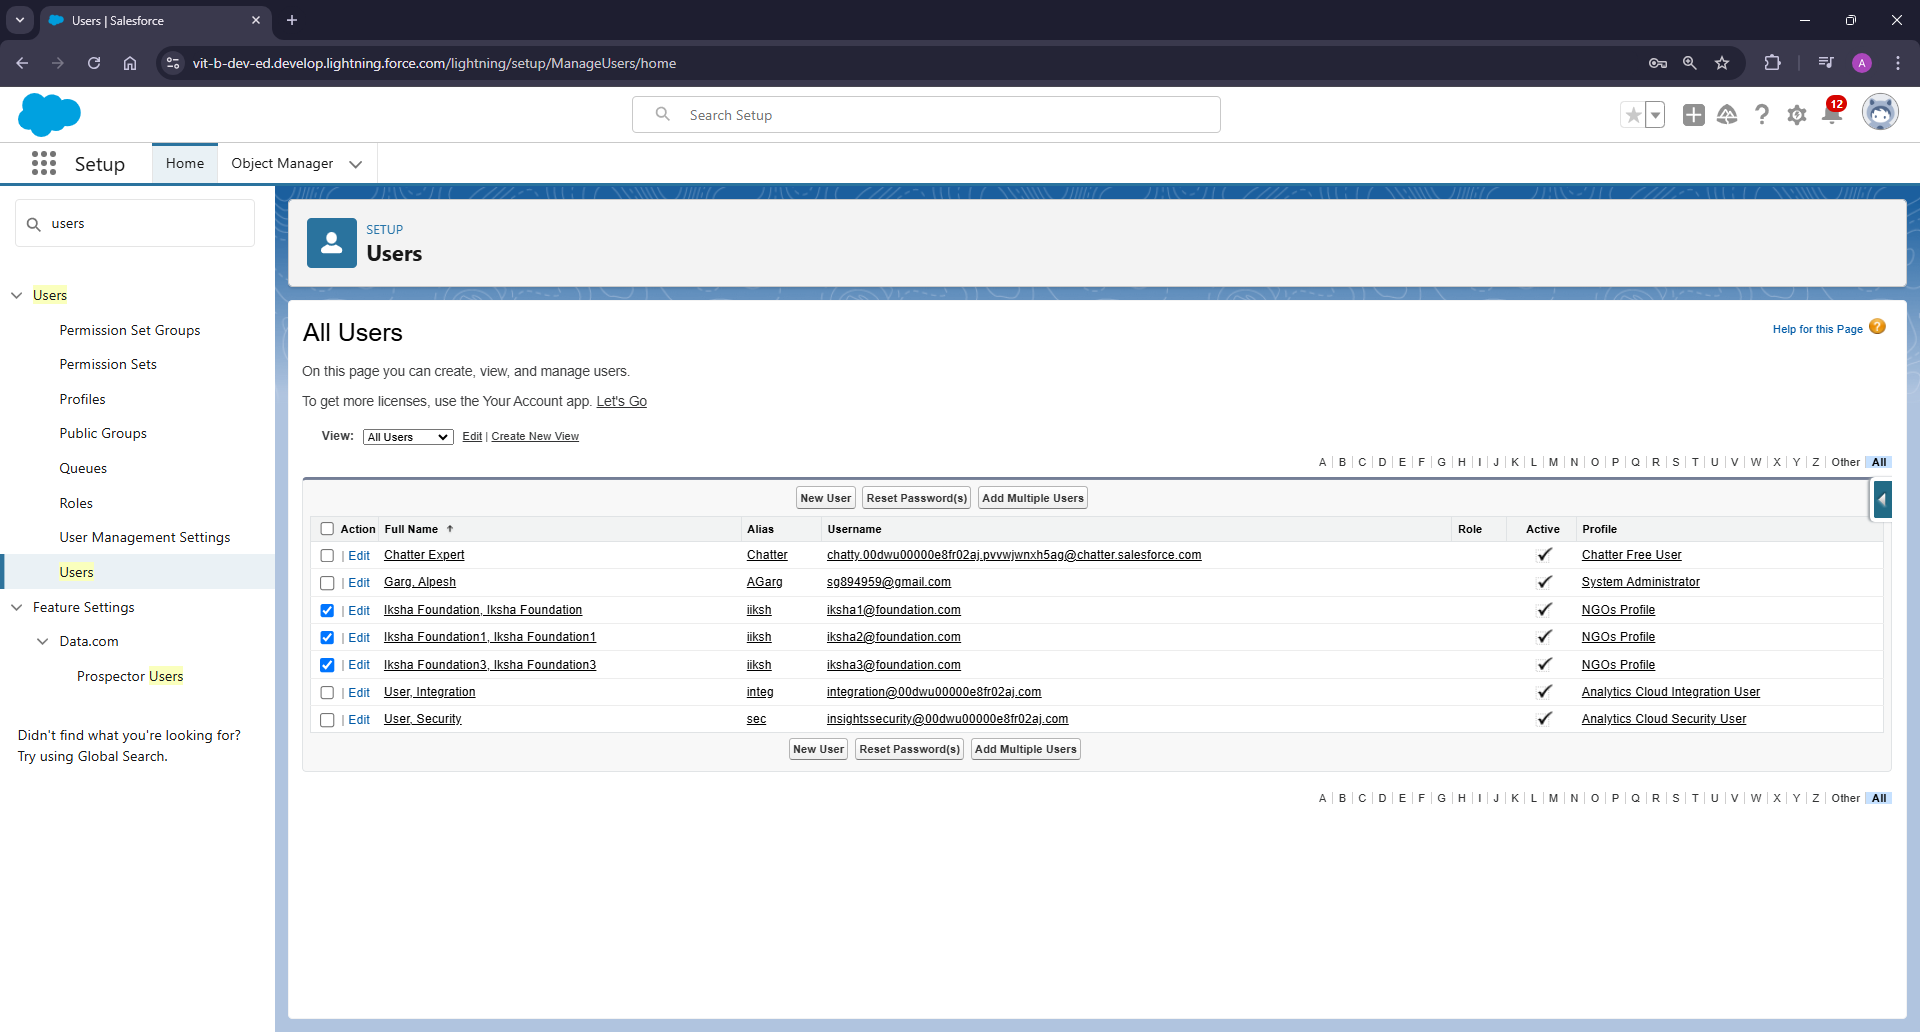 Users | Salesforce
vit-b-dev-ed.develop.lightning.force.com/lightning/setup/ManageUsers/home
A
Search Setup
12
Setup
Home
Object Manager
users
SETUP
Users
Users
Permission Set Groups
Permission Sets
Profiles
Public Groups
Queues
Roles
User Management Settings
Users
Feature Settings
Data.com
Prospector Users
Didn't find what you're looking for?
Try using Global Search.
All Users
Help for this Page ?
On this page you can create, view, and manage users.
To get more licenses, use the Your Account app. Let's Go
View: All Users Edit | Create New View
A | B | C | D | E | F | G | H | I | J | K | L | M | N | O | P | Q | R | S | T | U | V | W | X | Y | Z | Other All
New User Reset Password(s) Add Multiple Users
Action Full Name ↑ Alias Username Role Active Profile
| Edit Chatter Expert Chatter chatty.00dwu00000e8fr02aj.pvvwjwnxh5ag@chatter.salesforce.com Chatter Free User
| Edit Garg, Alpesh AGarg sg894959@gmail.com System Administrator
| Edit Iksha Foundation, Iksha Foundation iiksh iksha1@foundation.com NGOs Profile
| Edit Iksha Foundation1, Iksha Foundation1 iiksh iksha2@foundation.com NGOs Profile
| Edit Iksha Foundation3, Iksha Foundation3 iiksh iksha3@foundation.com NGOs Profile
| Edit User, Integration integ integration@00dwu00000e8fr02aj.com Analytics Cloud Integration User
| Edit User, Security sec insightssecurity@00dwu00000e8fr02aj.com Analytics Cloud Security User
New User Reset Password(s) Add Multiple Users
A | B | C | D | E | F | G | H | I | J | K | L | M | N | O | P | Q | R | S | T | U | V | W | X | Y | Z | Other All